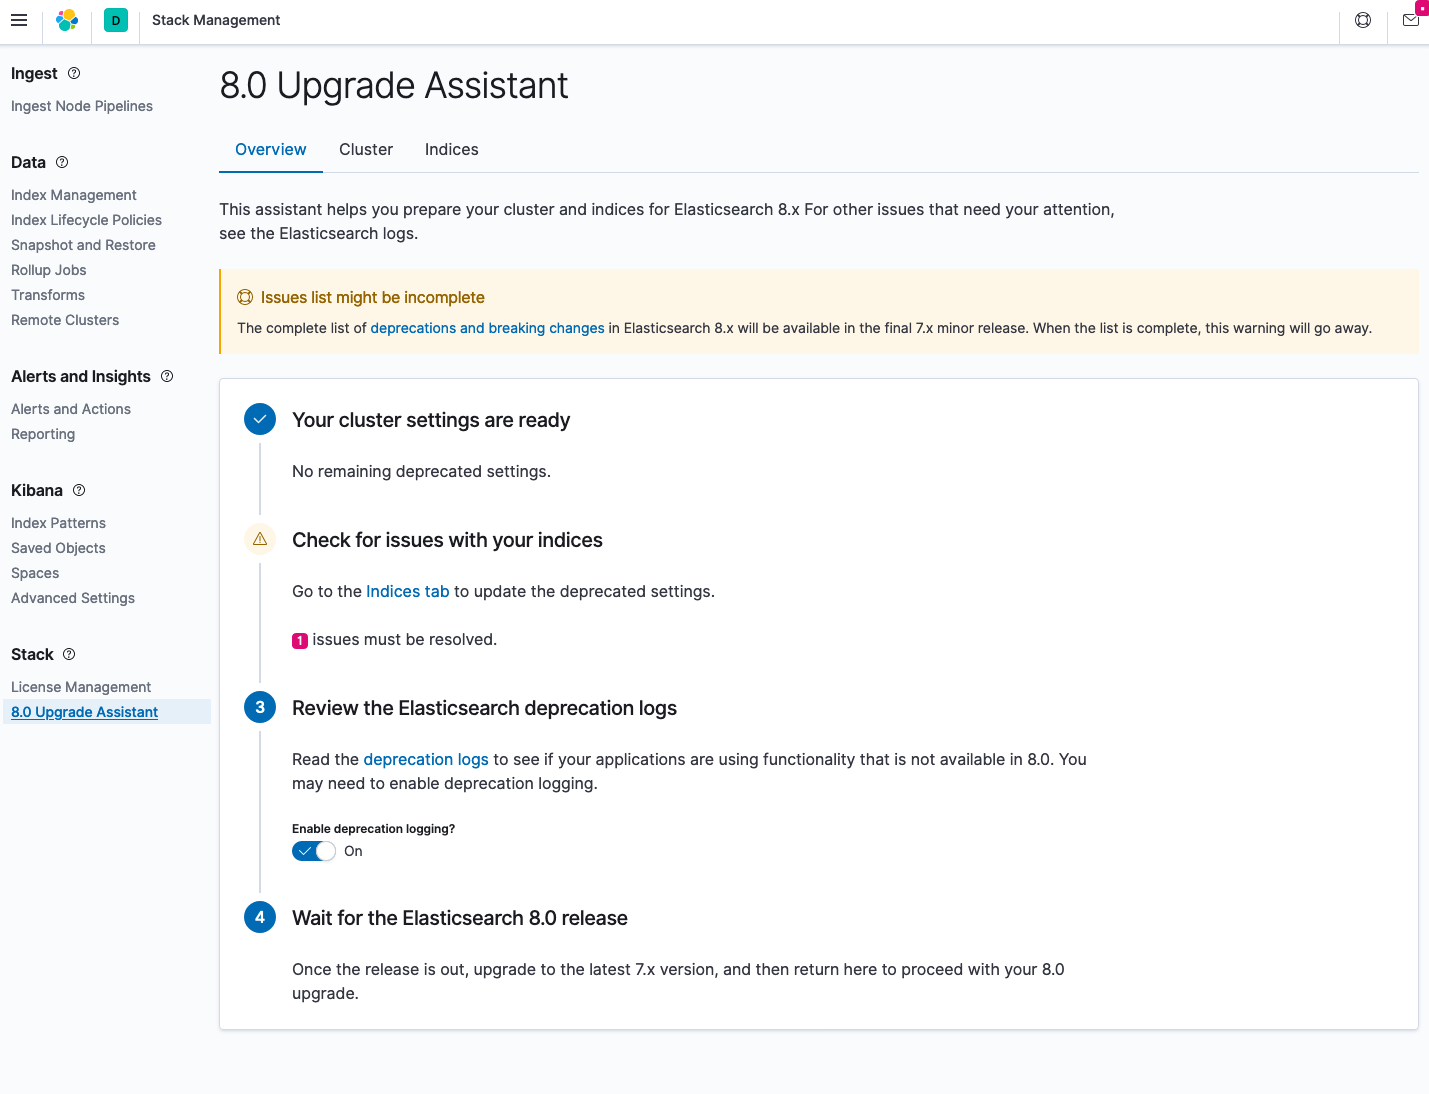 D
Stack Management
Ingest
Ingest Node Pipelines
Data
Index Management
Index Lifecycle Policies
Snapshot and Restore
Rollup Jobs
Transforms
Remote Clusters
Alerts and Insights
Alerts and Actions
Reporting
Kibana
Index Patterns
Saved Objects
Spaces
Advanced Settings
Stack
License Management
8.0 Upgrade Assistant
8.0 Upgrade Assistant
Overview Cluster Indices
This assistant helps you prepare your cluster and indices for Elasticsearch 8.x For other issues that need your attention,
see the Elasticsearch logs.
Issues list might be incomplete
The complete list of deprecations and breaking changes in Elasticsearch 8.x will be available in the final 7.x minor release. When the list is complete, this warning will go away.
Your cluster settings are ready
No remaining deprecated settings.
Check for issues with your indices
Go to the Indices tab to update the deprecated settings.
1 issues must be resolved.
3 Review the Elasticsearch deprecation logs
Read the deprecation logs to see if your applications are using functionality that is not available in 8.0. You
may need to enable deprecation logging.
Enable deprecation logging?
On
4 Wait for the Elasticsearch 8.0 release
Once the release is out, upgrade to the latest 7.x version, and then return here to proceed with your 8.0
upgrade.